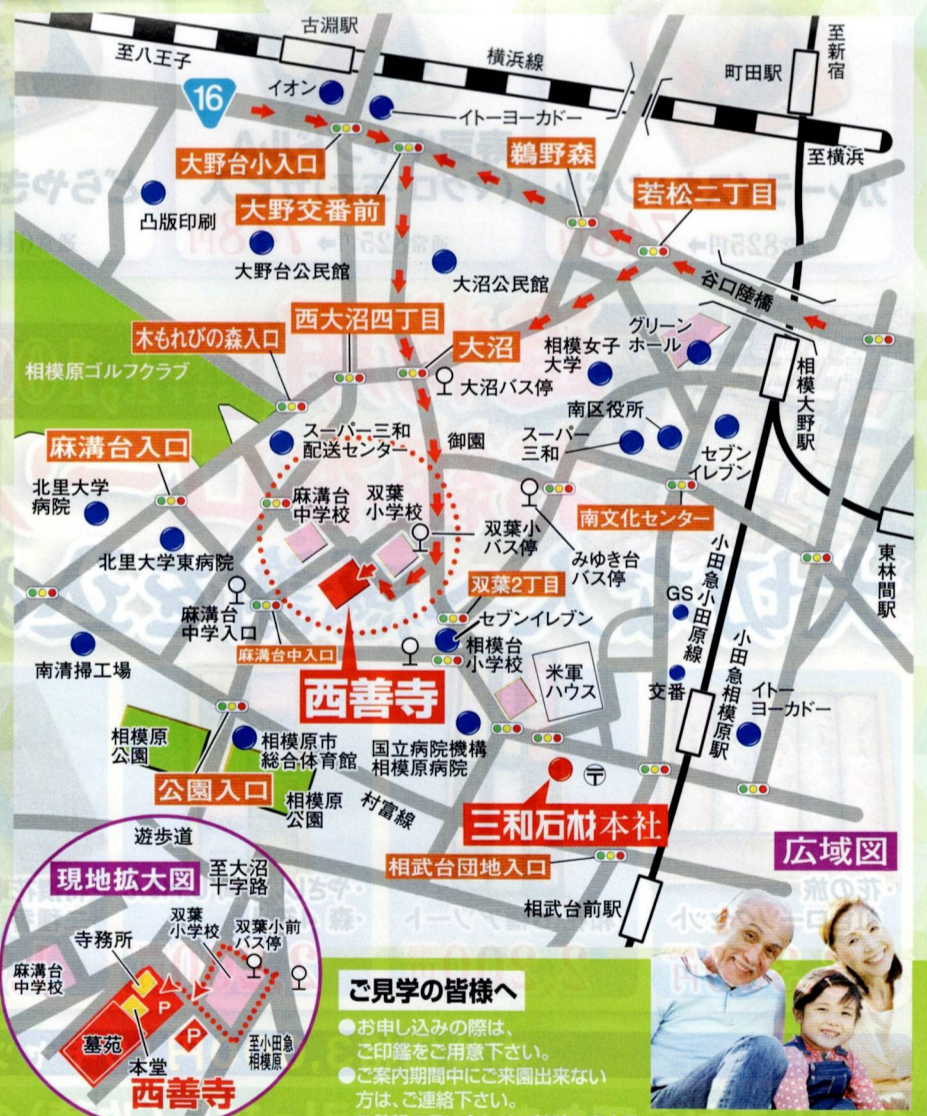 古淵駅
至八王子
横浜線
至新宿
町田駅
16
イオン
イトーヨーカドー
至横浜
大野台小入口
鵜野森
大野交番前
若松二丁目
凸版印刷
大野台公民館
大沼公民館
谷口陸橋
西大沼四丁目
木もれびの森入口
大沼
グリーン
ホール
相模女子
大学
相模原ゴルフクラブ
大沼バス停
相模大野駅
南区役所
スーパー三和
配送センター
御園
スーパー
三和
セブン
イレブン
麻溝台入口
北里大学
病院
麻溝台
中学校
双葉
小学校
南文化センター
北里大学東病院
双葉小
バス停
みゆき台
バス停
東林間駅
小田急小田原線
双葉2丁目
GS
麻溝台
中学入口
セブンイレブン
麻溝台中入口
相模台
小学校
南清掃工場
米軍
ハウス
交番
小田急相模原駅
イトー
ヨーカドー
西善寺
相模原
公園
相模原市
総合体育館
国立病院機構
相模原病院
公園入口
相模原
公園
村富線
〒
三和石材本社
遊歩道
広域図
現地拡大図
至大沼
十字路
相武台団地入口
相武台前駅
双葉
小学校
双葉小前
バス停
寺務所
麻溝台
中学校
P
P
墓苑
本堂
至小田急
相模原
西善寺
ご見学の皆様へ
●お申し込みの際は、
ご印鑑をご用意下さい。
●ご案内期間中にご来園出来ない
方は、ご連絡下さい。